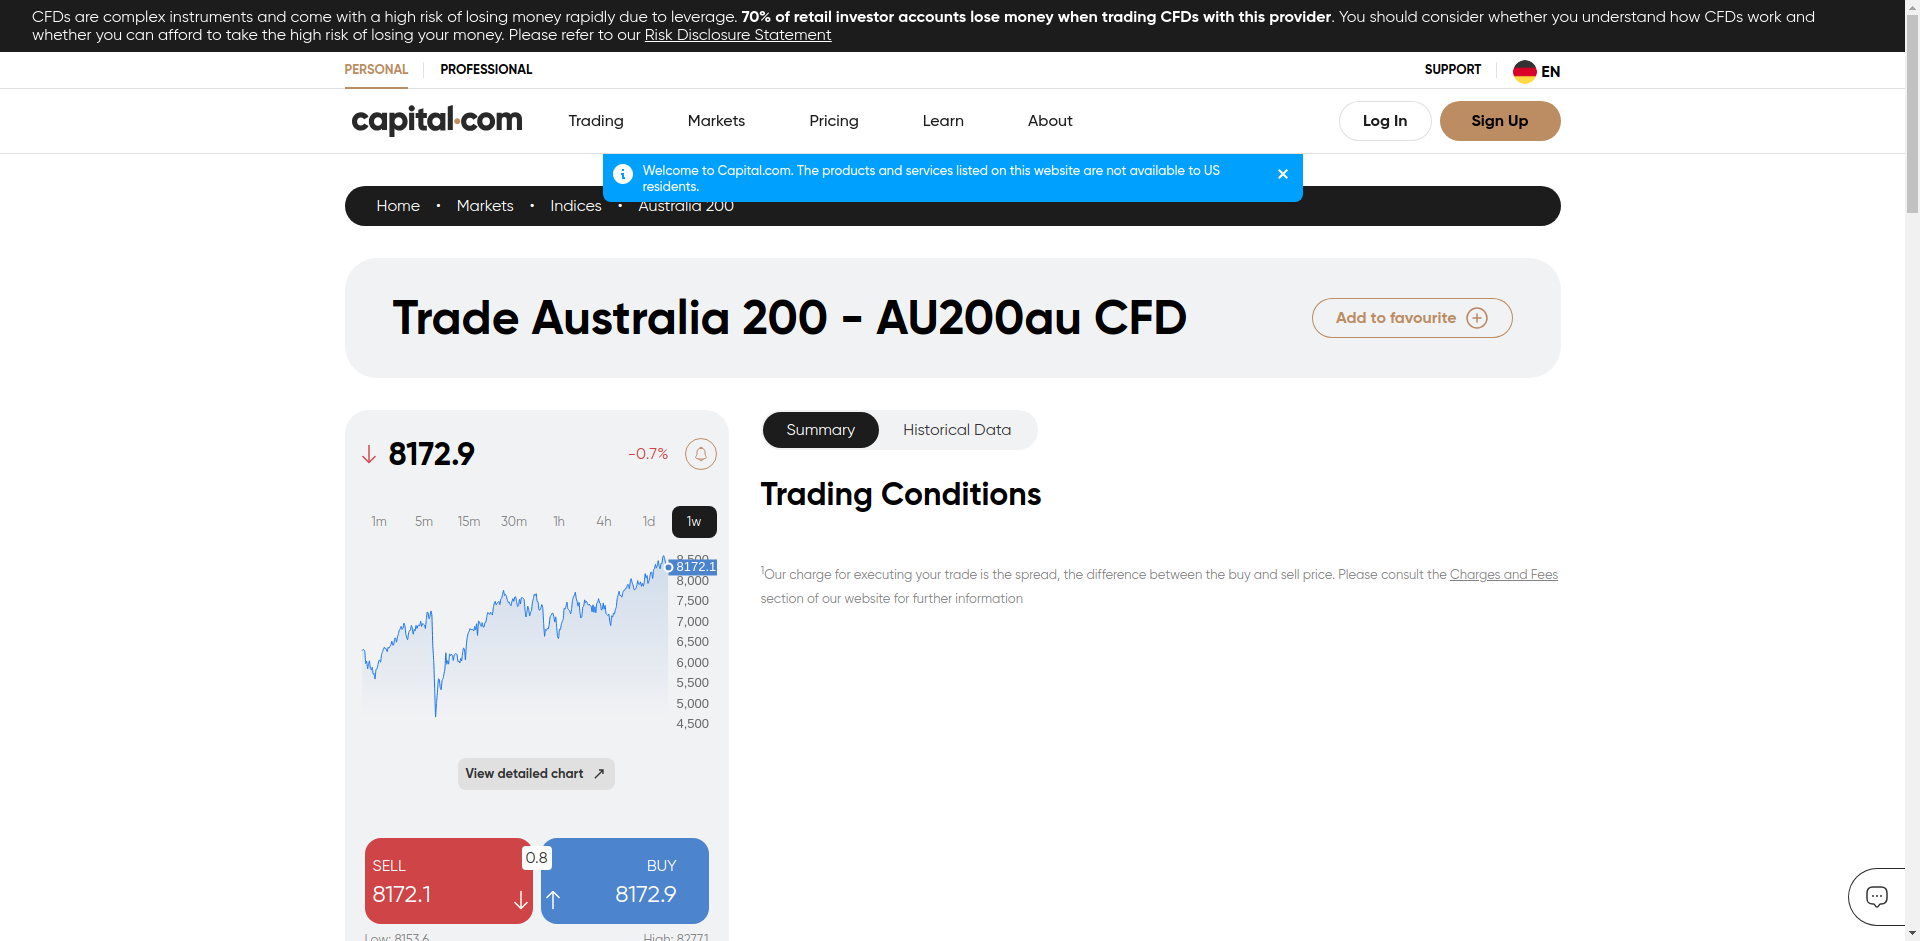 CFDs are complex instruments and come with a high risk of losing money rapidly due to leverage. 70% of retail investor accounts lose money when trading CFDs with this provider. You should consider whether you understand how CFDs work and
whether you can afford to take the high risk of losing your money. Please refer to our Risk Disclosure Statement
PERSONAL
PROFESSIONAL
SUPPORT
EN
capital.com
Trading
Markets
Pricing
Learn
About
Log In
Sign Up
Welcome to Capital.com. The products and services listed on this website are not available to US
residents.
Home • Markets • Indices • Australia 200
Trade Australia 200 - AU200au CFD
Add to favourite
8172.9
-0.7%
1m 5m 15m 30m 1h 4h 1d 1w
8,500
8172.1
8,000
7,500
7,000
6,500
6,000
5,500
5,000
4,500
View detailed chart
SELL
8172.1
0.8
BUY
8172.9
Low: 8153.6
High: 8277.1
Summary
Historical Data
Trading Conditions
1Our charge for executing your trade is the spread, the difference between the buy and sell price. Please consult the Charges and Fees
section of our website for further information